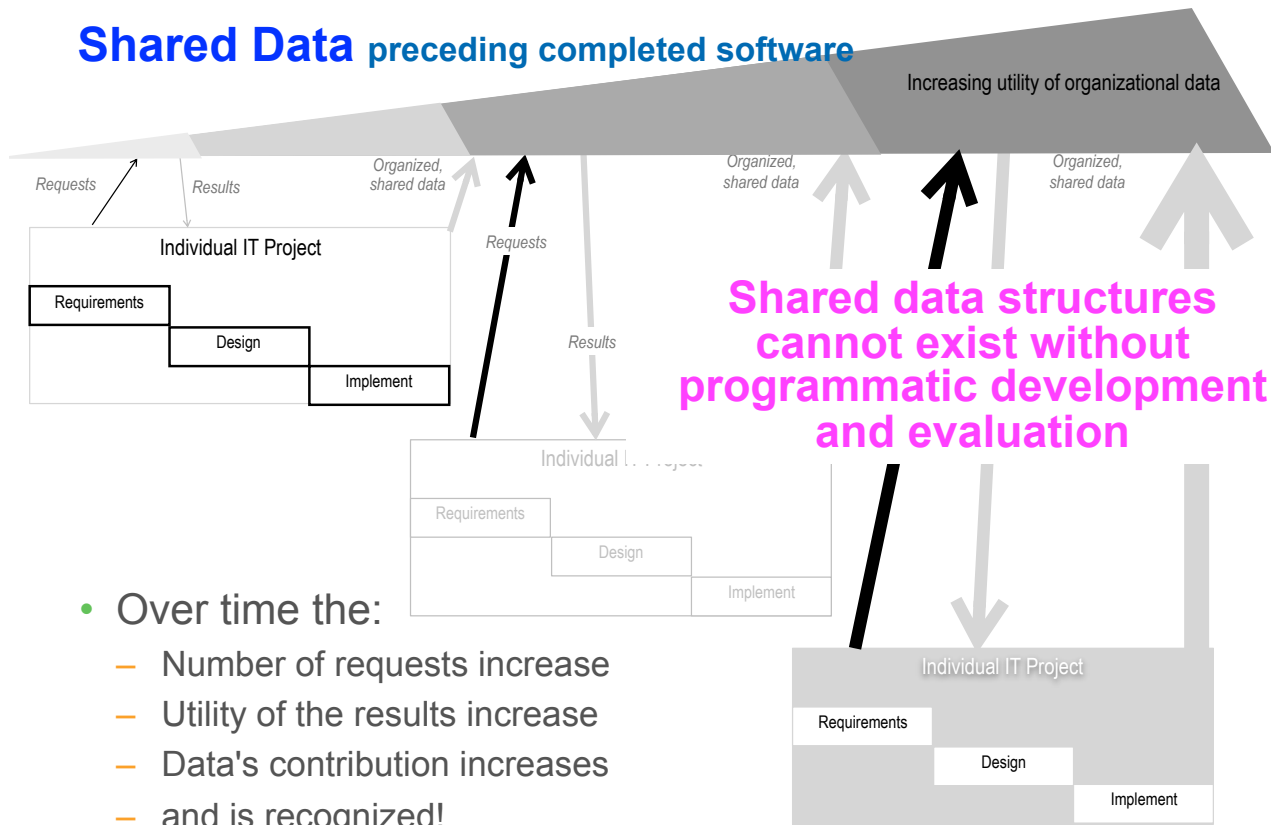 Shared Data preceding completed software
Increasing utility of organizational data
Requests
Results
Organized,
shared data
Organized,
shared data
Organized,
shared data
Individual IT Project
Requirements
Design
Implement
Requests
Results
Shared data structures
cannot exist without
programmatic development
and evaluation
Individual
Requirements
Design
Implement
• Over time the:
– Number of requests increase
– Utility of the results increase
– Data's contribution increases
– and is recognized!
Individual IT Project
Requirements
Design
Implement